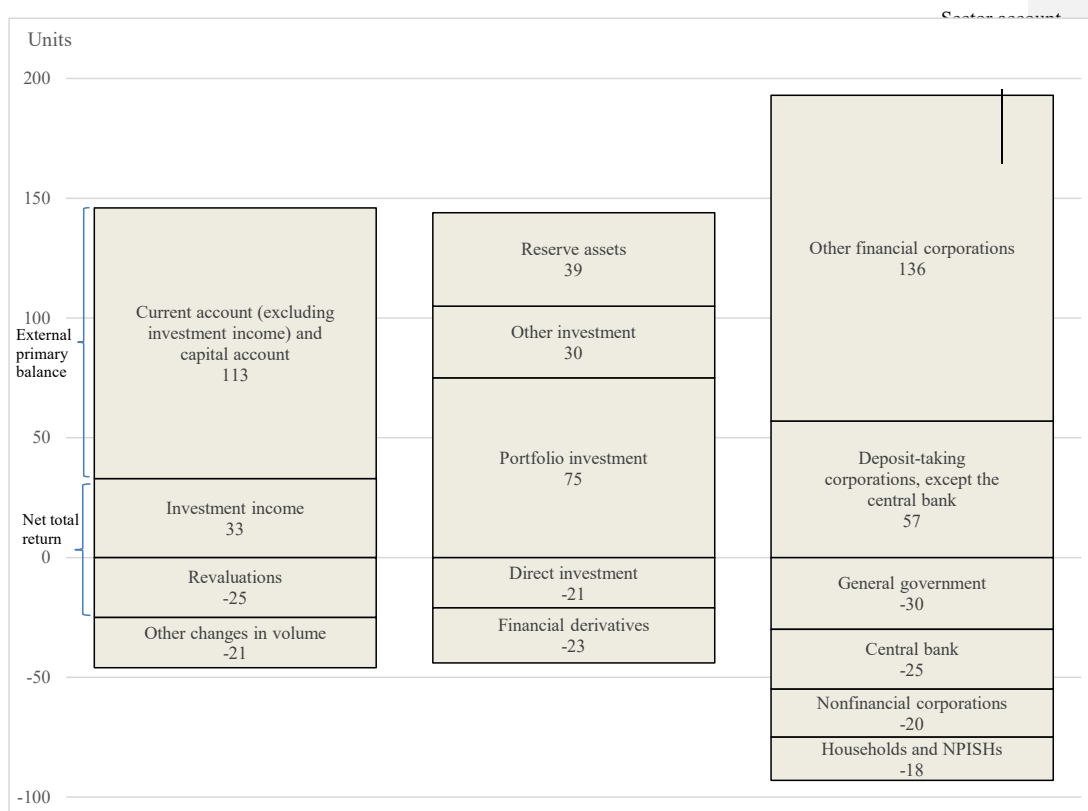 Units
200
150
100
50
0
-50
-100
External
primary
balance
Net total
return
Current account (excluding
investment income) and
capital account
113
Investment income
33
Revaluations
-25
Other changes in volume
-21
Reserve assets
39
Other investment
30
Portfolio investment
75
Direct investment
-21
Financial derivatives
-23
Other financial corporations
136
Deposit-taking
corporations, except the
central bank
57
General government
-30
Central bank
-25
Nonfinancial corporations
-20
Households and NPISHs
-18